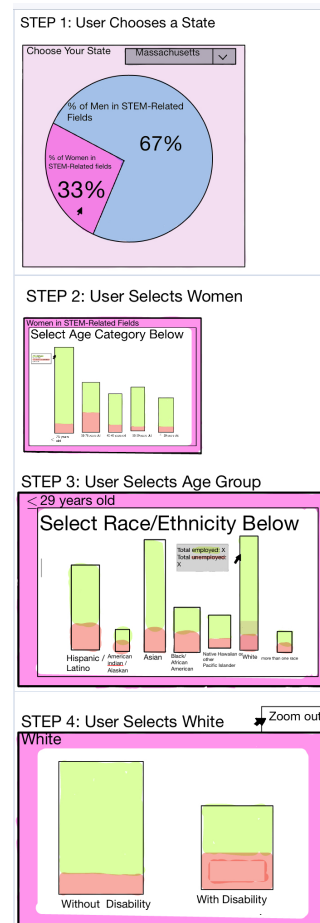 STEP 1: User Chooses a State
Choose Your State
Massachusetts
% of Men in STEM-Related
Fields
67%
% of Women in
STEM-Related fields
33%
STEP 2: User Selects Women
Women in STEM-Related Fields
Select Age Category Below
< 29 years
old
STEP 3: User Selects Age Group
< 29 years old
Select Race/Ethnicity Below
Total employed: X
Total unemployed:
X
Hispanic /
Latino
American
indian /
Alaskan
Asian
Black/
African
American
Native Hawaiian or
other
Pacific Islander
White
more than one race
STEP 4: User Selects White
Zoom out
White
Without Disability
With Disability